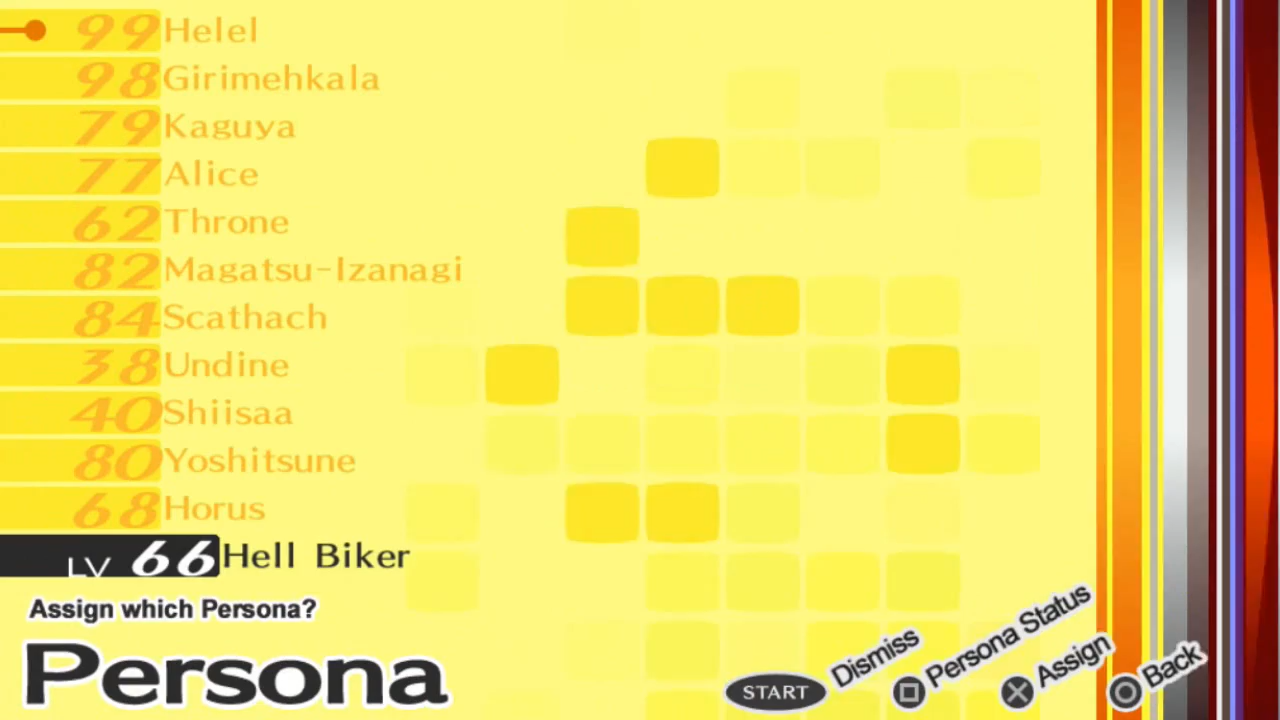 99 Helel
98 Girimehkala
79 Kaguya
77 Alice
62 Throne
82 Magatsu-Izanagi
84 Scathach
38 Undine
40 Shiisaa
80 Yoshitsune
68 Horus
LV 66 Hell Biker
Assign which Persona?
Persona
START Dismiss Persona Status Assign Back